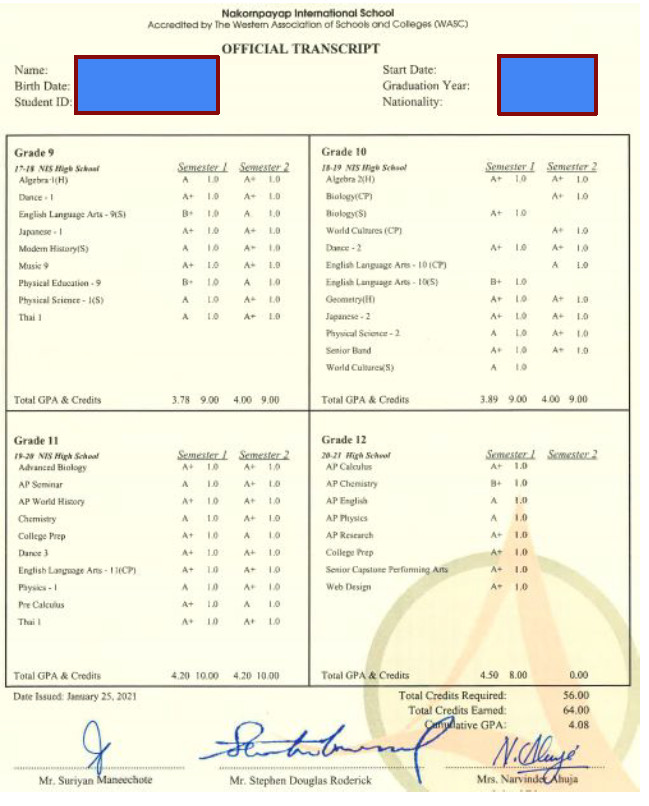 Nakornpayap International School
Accredited by The Western Association of Schools and Colleges (WASC)
OFFICIAL TRANSCRIPT
Name: Start Date:
Birth Date: Graduation Year:
Student ID: Nationality:
Grade 9
17-18 NIS High School Semester 1 Semester 2
Algebra 1(H) A 1.0 A+ 1.0
Dance - 1 A+ 1.0 A+ 1.0
English Language Arts - 9(S) B+ 1.0 A 1.0
Japanese - 1 A+ 1.0 A+ 1.0
Modern History(S) A 1.0 A+ 1.0
Music 9 A+ 1.0 A+ 1.0
Physical Education - 9 B+ 1.0 A 1.0
Physical Science - 1(S) A 1.0 A+ 1.0
Thai 1 A 1.0 A+ 1.0
Total GPA & Credits 3.78 9.00 4.00 9.00
Grade 10
18-19 NIS High School Semester 1 Semester 2
Algebra 2(H) A+ 1.0 A+ 1.0
Biology(CP) A+ 1.0
Biology(S) A+ 1.0
World Cultures (CP) A+ 1.0
Dance - 2 A+ 1.0 A+ 1.0
English Language Arts - 10 (CP) A 1.0
English Language Arts - 10(S) B+ 1.0
Geometry(H) A+ 1.0 A+ 1.0
Japanese - 2 A+ 1.0 A+ 1.0
Physical Science - 2 A 1.0 A+ 1.0
Senior Band A+ 1.0 A+ 1.0
World Cultures(S) A 1.0
Total GPA & Credits 3.89 9.00 4.00 9.00
Grade 11
19-20 NIS High School Semester 1 Semester 2
Advanced Biology A+ 1.0 A+ 1.0
AP Seminar A 1.0 A 1.0
AP World History A+ 1.0 A+ 1.0
Chemistry A 1.0 A+ 1.0
College Prep A+ 1.0 A 1.0
Dance 3 A+ 1.0 A+ 1.0
English Language Arts - 11(CP) A+ 1.0 A+ 1.0
Physics - 1 A 1.0 A+ 1.0
Pre Calculus A+ 1.0 A 1.0
Thai 1 A+ 1.0 A+ 1.0
Total GPA & Credits 4.20 10.00 4.20 10.00
Grade 12
20-21 High School Semester 1 Semester 2
AP Calculus A+ 1.0
AP Chemistry B+ 1.0
AP English A 1.0
AP Physics A 1.0
AP Research A+ 1.0
College Prep A+ 1.0
Senior Capstone Performing Arts A+ 1.0
Web Design A+ 1.0
Total GPA & Credits 4.50 8.00 0.00
Date Issued: January 25, 2021
Total Credits Required: 56.00
Total Credits Earned: 64.00
Cumulative GPA: 4.08
N. Ahuja
Mr. Suriyan Maneechote Mr. Stephen Douglas Roderick Mrs. Narvinder Ahuja